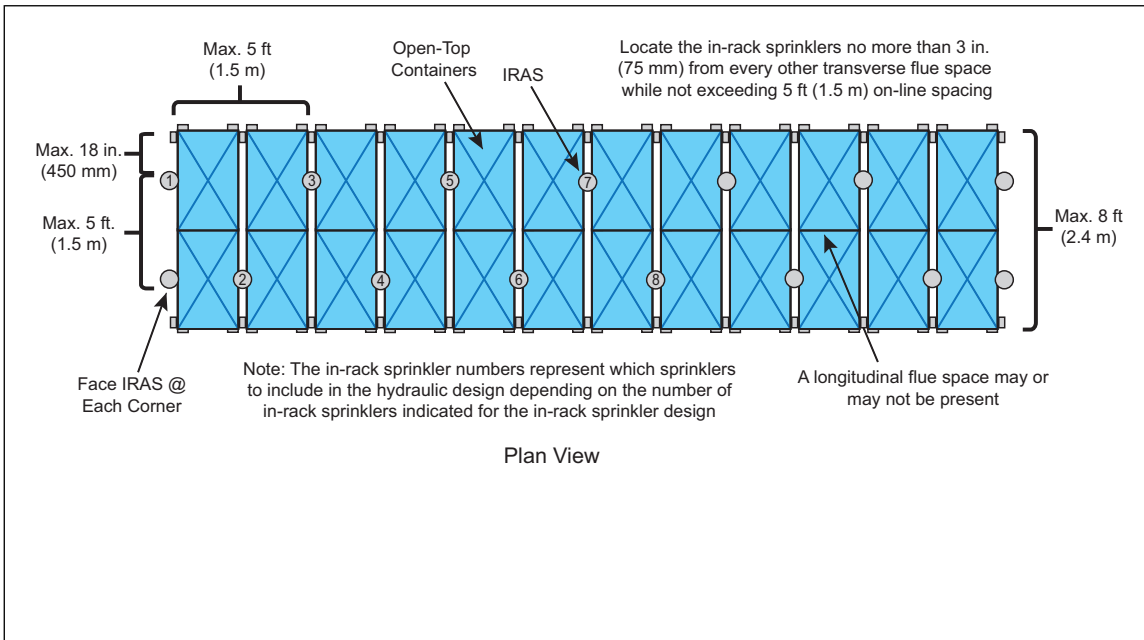 Max. 5 ft
(1.5 m)
Open-Top
Containers
IRAS
Locate the in-rack sprinklers no more than 3 in.
(75 mm) from every other transverse flue space
while not exceeding 5 ft (1.5 m) on-line spacing
Max. 18 in.
(450 mm)
Max. 5 ft.
(1.5 m)
1
3
5
7
2
4
6
8
Max. 8 ft
(2.4 m)
Face IRAS @
Each Corner
Note: The in-rack sprinkler numbers represent which sprinklers
to include in the hydraulic design depending on the number of
in-rack sprinklers indicated for the in-rack sprinkler design
A longitudinal flue space may or
may not be present
Plan View